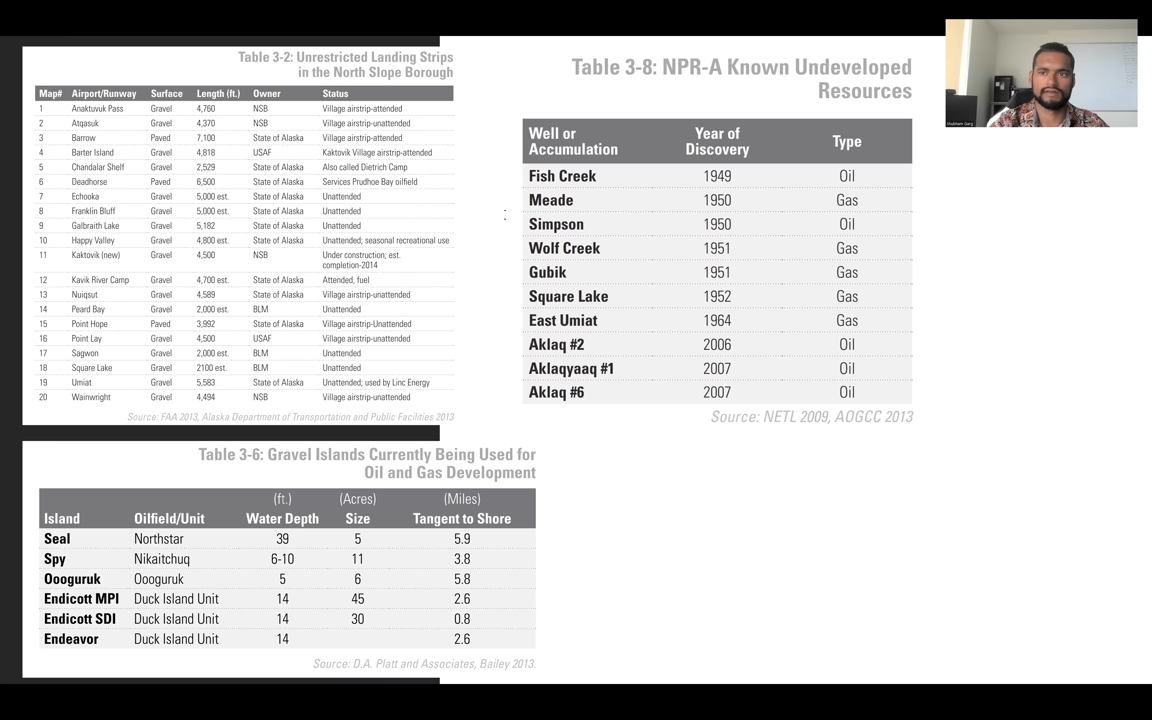 Table 3-2: Unrestricted Landing Strips
in the North Slope Borough
Map# Airport/Runway Surface Length (ft.) Owner Status
1 Anaktuvuk Pass Gravel 4,760 NSB Village airstrip-attended
2 Atqasuk Gravel 4,370 NSB Village airstrip-unattended
3 Barrow Paved 7,100 State of Alaska Village airstrip-attended
4 Barter Island Gravel 4,818 USAF Kaktovik Village airstrip-attended
5 Chandalar Shelf Gravel 2,529 State of Alaska Also called Dietrich Camp
6 Deadhorse Paved 6,500 State of Alaska Services Prudhoe Bay oilfield
7 Echooka Gravel 5,000 est. State of Alaska Unattended
8 Franklin Bluff Gravel 5,000 est. State of Alaska Unattended
9 Galbraith Lake Gravel 5,182 State of Alaska Unattended
10 Happy Valley Gravel 4,800 est. State of Alaska Unattended; seasonal recreational use
11 Kaktovik (new) Gravel 4,500 NSB Under construction; est.
completion-2014
12 Kavik River Camp Gravel 4,700 est. State of Alaska Attended, fuel
13 Nuiqsut Gravel 4,589 State of Alaska Village airstrip-unattended
14 Peard Bay Gravel 2,000 est. BLM Unattended
15 Point Hope Paved 3,992 State of Alaska Village airstrip-Unattended
16 Point Lay Gravel 4,500 USAF Village airstrip-unattended
17 Sagwon Gravel 2,000 est. BLM Unattended
18 Square Lake Gravel 2100 est. BLM Unattended
19 Umiat Gravel 5,583 State of Alaska Unattended; used by Linc Energy
20 Wainwright Gravel 4,494 NSB Village airstrip-unattended
Source: FAA 2013, Alaska Department of Transportation and Public Facilities 2013
Table 3-8: NPR-A Known Undeveloped
Resources
Well or Accumulation Year of Discovery Type
Fish Creek 1949 Oil
Meade 1950 Gas
Simpson 1950 Oil
Wolf Creek 1951 Gas
Gubik 1951 Gas
Square Lake 1952 Gas
East Umiat 1964 Gas
Aklaq #2 2006 Oil
Aklaqyaaq #1 2007 Oil
Aklaq #6 2007 Oil
Source: NETL 2009, AOGCC 2013
Table 3-6: Gravel Islands Currently Being Used for
Oil and Gas Development
(ft.) (Acres) (Miles)
Island Oilfield/Unit Water Depth Size Tangent to Shore
Seal Northstar 39 5 5.9
Spy Nikaitchuq 6-10 11 3.8
Oooguruk Oooguruk 5 6 5.8
Endicott MPI Duck Island Unit 14 45 2.6
Endicott SDI Duck Island Unit 14 30 0.8
Endeavor Duck Island Unit 14 2.6
Source: D.A. Platt and Associates, Bailey 2013.
Shubham Garg